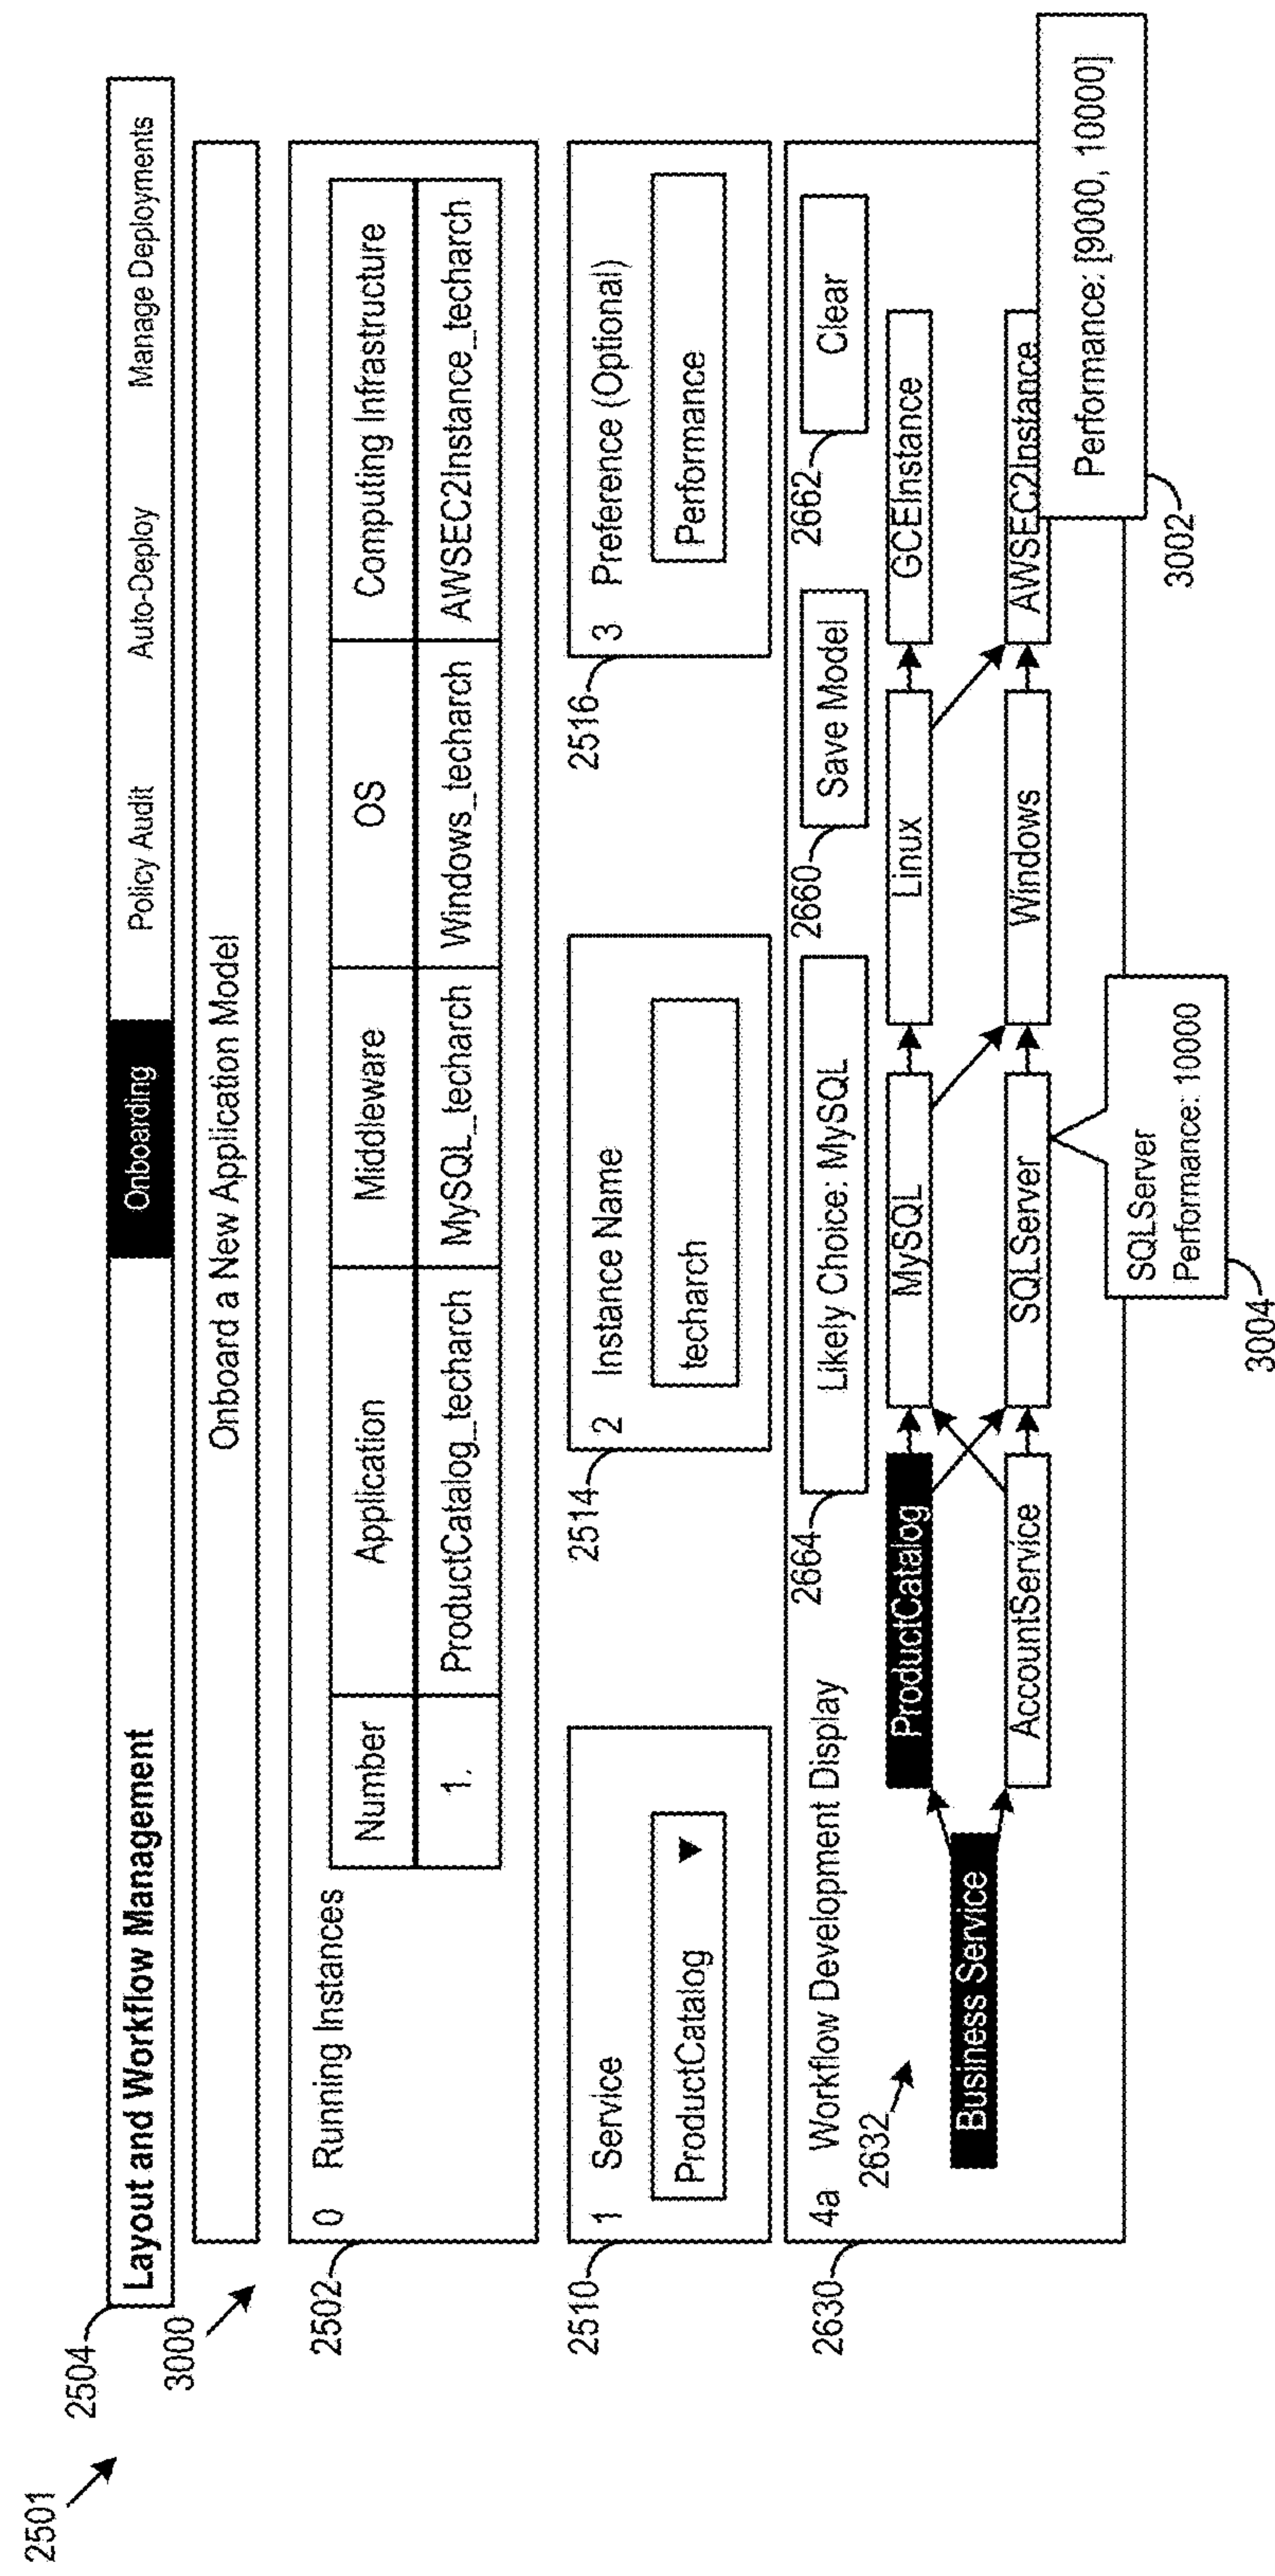 2501
2504
Layout and Workflow Management
Onboarding
Policy Audit
Auto-Deploy
Manage Deployments
3000
Onboard a New Application Model
2502
0 Running Instances
Number
Application
Middleware
OS
Computing Infrastructure
1.
ProductCatalog_techarch
MySQL_techarch
Windows_techarch
AWSEC2Instance_techarch
2510
1 Service
ProductCatalog
2514
2 Instance Name
techarch
2516
3 Preference (Optional)
Performance
2630
4a Workflow Development Display
2664
Likely Choice: MySQL
2660
Save Model
2662
Clear
2632
Business Service
ProductCatalog
MySQL
Linux
GCEInstance
AccountService
SQLServer
Windows
AWSEC2Instance
Performance: [9000, 10000]
3002
SQLServer
Performance: 10000
3004